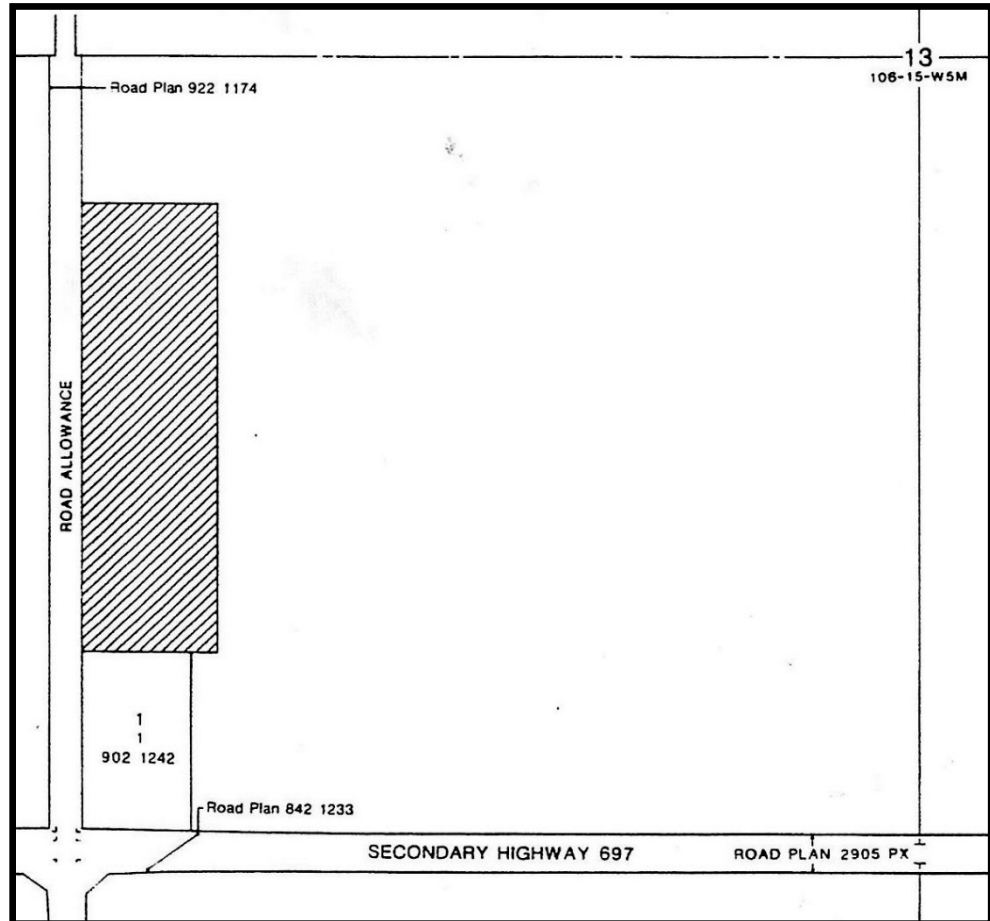 13
106-15-W5M
Road Plan 922 1174
ROAD ALLOWANCE
1
1
902 1242
Road Plan 842 1233
SECONDARY HIGHWAY 697
ROAD PLAN 2905 PX